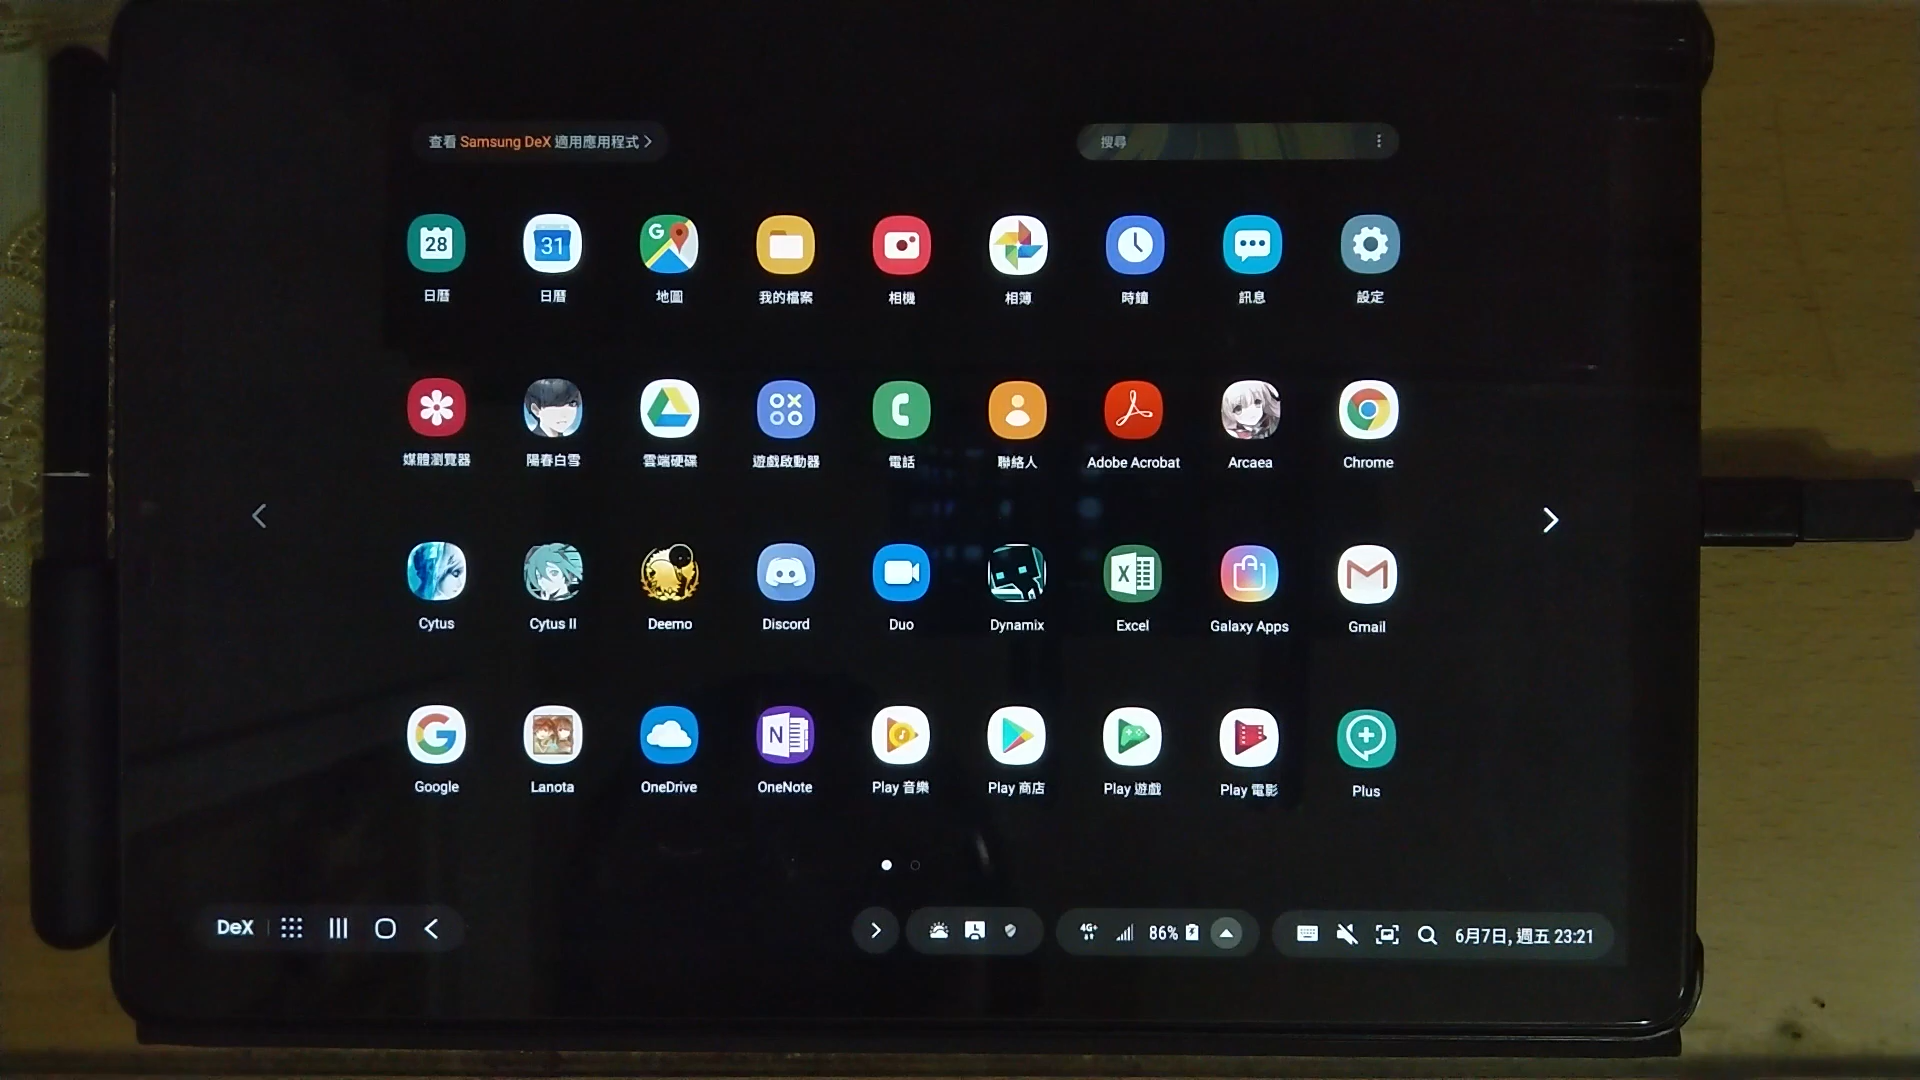 查看 Samsung DeX 適用應用程式
搜尋
28
31
G
日曆
日曆
地圖
我的檔案
相機
相簿
時鐘
訊息
設定
媒體瀏覽器
陽春白雪
雲端硬碟
遊戲啟動器
電話
聯絡人
Adobe Acrobat
Arcaea
Chrome
Cytus
Cytus II
Deemo
Discord
Duo
Dynamix
Excel
Galaxy Apps
Gmail
Google
Lanota
OneDrive
OneNote
Play 音樂
Play 商店
Play 遊戲
Play 電影
Plus
DeX
4G+
86%
6月7日, 週五 23:21